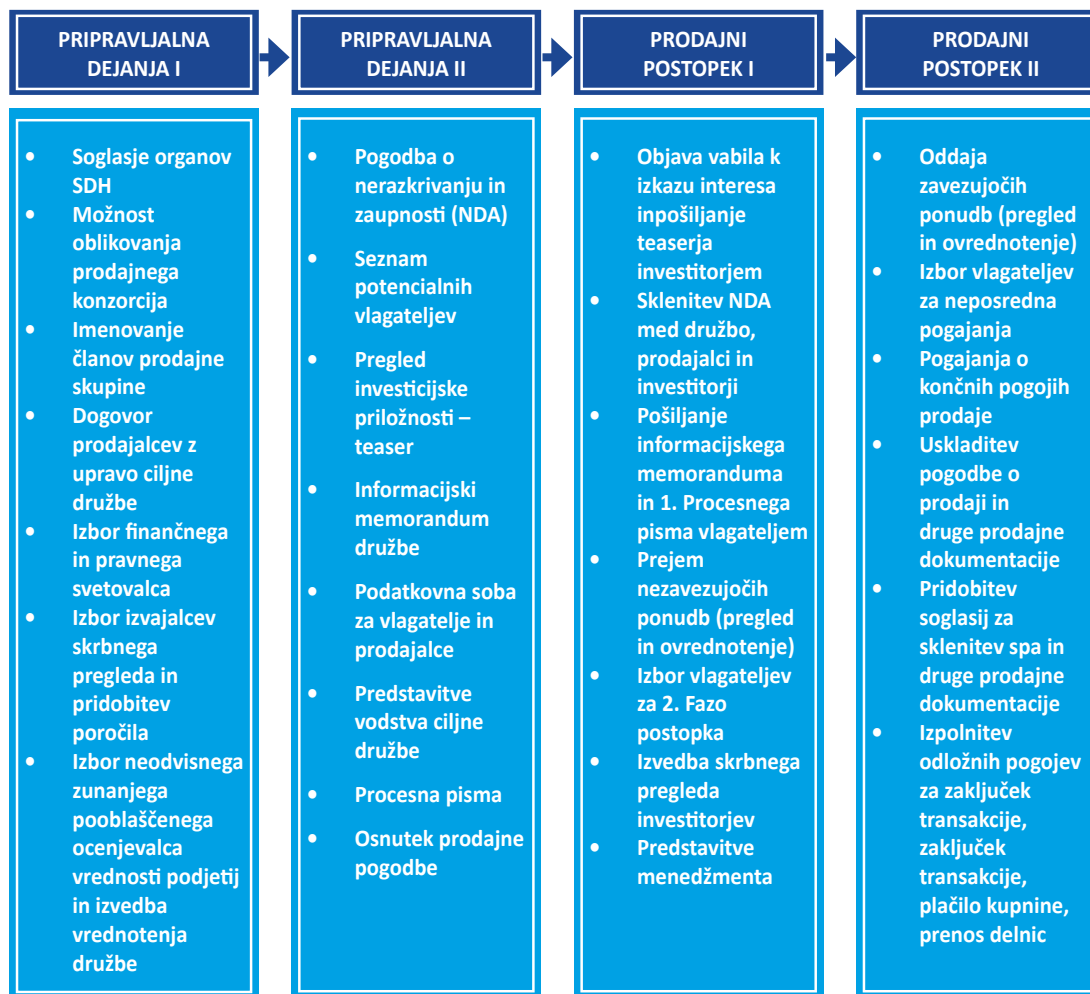 PRIPRAVLJALNA
DEJANJA I
PRIPRAVLJALNA
DEJANJA II
PRODAJNI
POSTOPEK I
PRODAJNI
POSTOPEK II
• Soglasje organov
SDH
• Možnost
oblikovanja
prodajnega
konzorcija
• Imenovanje
članov prodajne
skupine
• Dogovor
prodajalcev z
upravo ciljne
družbe
• Izbor finančnega
in pravnega
svetovalca
• Izbor izvajalcev
skrbnega
pregleda in
pridobitev
poročila
• Izbor neodvisnega
zunanjega
pooblaščenega
ocenjevalca
vrednosti podjetij
in izvedba
vrednotenja
družbe
• Pogodba o
nerazkrivanju in
zaupnosti (NDA)
• Seznam
potencialnih
vlagateljev
• Pregled
investicijske
priložnosti –
teaser
• Informacijski
memorandum
družbe
• Podatkovna soba
za vlagatelje in
prodajalce
• Predstavitve
vodstva ciljne
družbe
• Procesna pisma
• Osnutek prodajne
pogodbe
• Objava vabila k
izkazu interesa
inpošiljanje
teaserja
investitorjem
• Sklenitev NDA
med družbo,
prodajalci in
investitorji
• Pošiljanje
informacijskega
memoranduma
in 1. Procesnega
pisma vlagateljem
• Prejem
nezavezujočih
ponudb (pregled
in ovrednotenje)
• Izbor vlagateljev
za 2. Fazo
postopka
• Izvedba skrbnega
pregleda
investitorjev
• Predstavitve
menedžmenta
• Oddaja
zavezujočih
ponudb (pregled
in ovrednotenje)
• Izbor vlagateljev
za neposredna
pogajanja
• Pogajanja o
končnih pogojih
prodaje
• Uskladitev
pogodbe o
prodaji in
druge prodajne
dokumentacije
• Pridobitev
soglasij za
sklenitev spa in
druge prodajne
dokumentacije
• Izpolnitev
odložnih pogojev
za zaključek
transakcije,
zaključek
transakcije,
plačilo kupnine,
prenos delnic